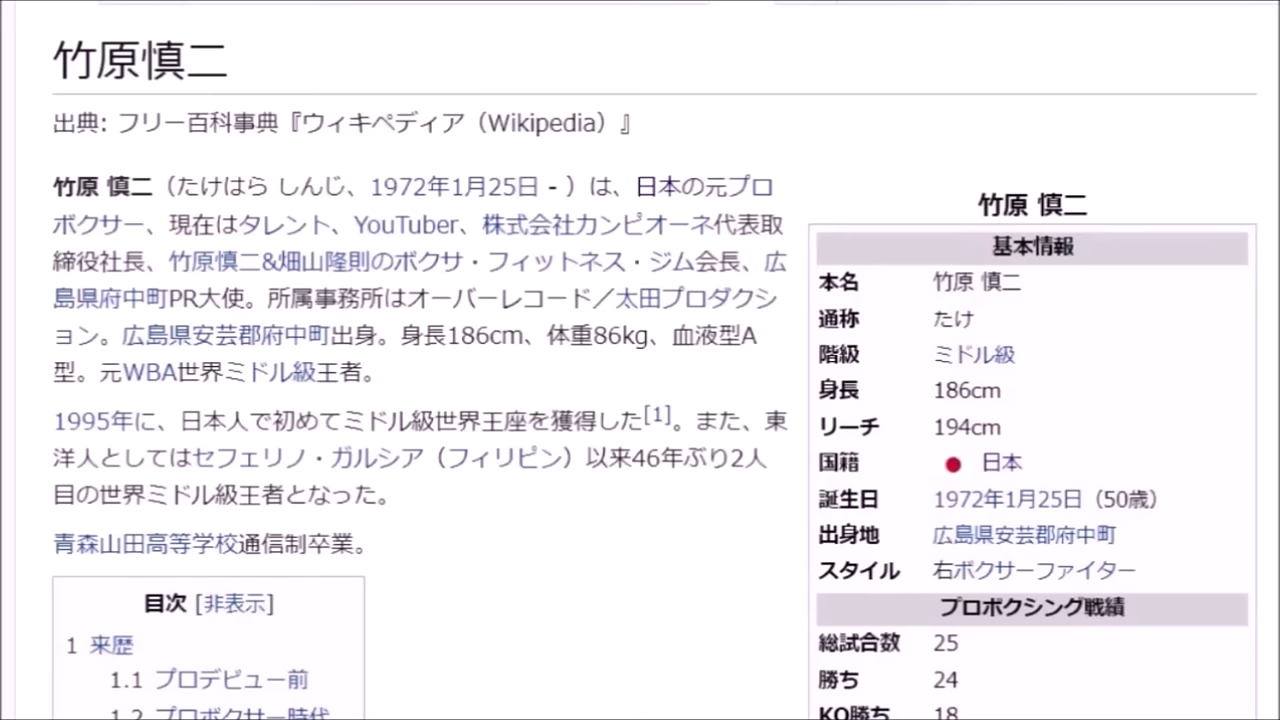 竹原慎二
出典: フリー百科事典『ウィキペディア（Wikipedia）』
竹原 慎二（たけはら しんじ、1972年1月25日 - ）は、日本の元プロ
ボクサー、現在はタレント、YouTuber、株式会社カンピオーネ代表取
締役社長、竹原慎二&畑山隆則のボクサ・フィットネス・ジム会長、広
島県府中町PR大使。所属事務所はオーバーレコード／太田プロダクシ
ョン。広島県安芸郡府中町出身。身長186cm、体重86kg、血液型A
型。元WBA世界ミドル級王者。
1995年に、日本人で初めてミドル級世界王座を獲得した[1]。また、東
洋人としてはセフェリノ・ガルシア（フィリピン）以来46年ぶり2人
目の世界ミドル級王者となった。
青森山田高等学校通信制卒業。
目次 [非表示]
1 来歴
1.1 プロデビュー前
1.2 プロボクサー時代
竹原 慎二
基本情報
本名 竹原 慎二
通称 たけ
階級 ミドル級
身長 186cm
リーチ 194cm
国籍 日本
誕生日 1972年1月25日（50歳）
出身地 広島県安芸郡府中町
スタイル 右ボクサーファイター
プロボクシング戦績
総試合数 25
勝ち 24
KO勝ち 18